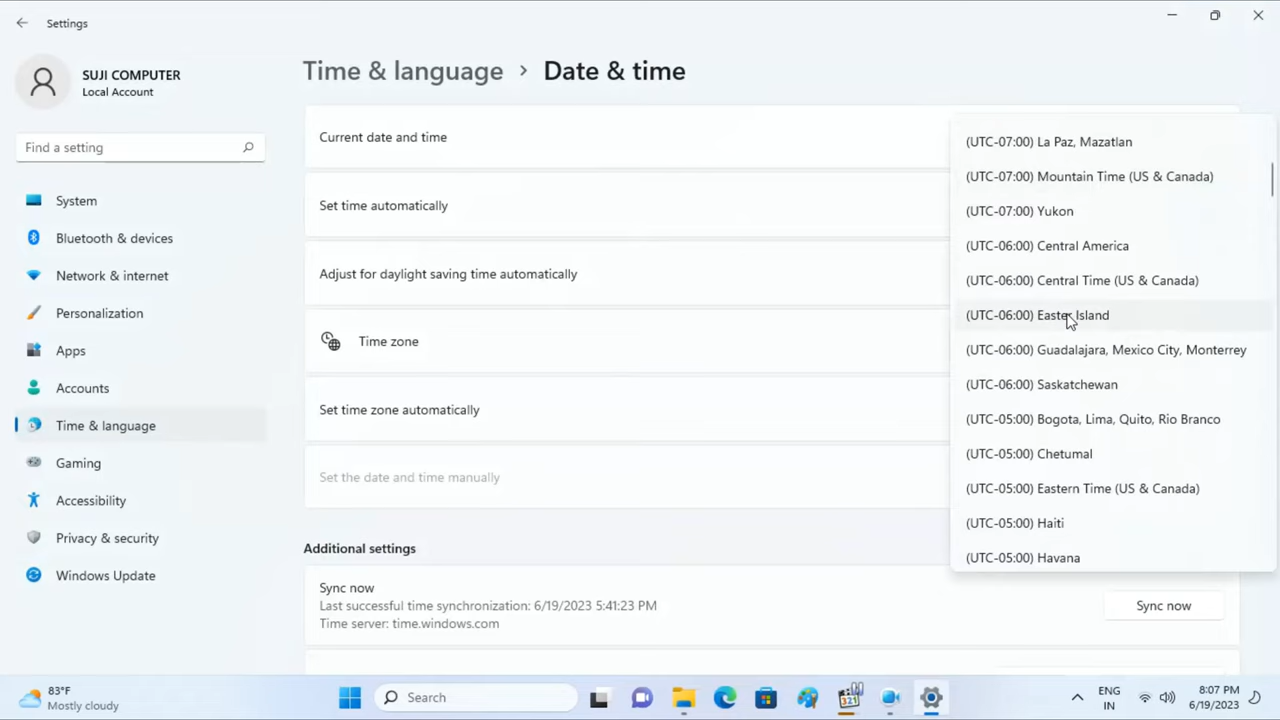 Settings
SUJI COMPUTER
Local Account
Find a setting
System
Bluetooth & devices
Network & internet
Personalization
Apps
Accounts
Time & language
Gaming
Accessibility
Privacy & security
Windows Update
Time & language > Date & time
Current date and time
Set time automatically
Adjust for daylight saving time automatically
Time zone
Set time zone automatically
Set the date and time manually
Additional settings
Sync now
Last successful time synchronization: 6/19/2023 5:41:23 PM
Time server: time.windows.com
Sync now
(UTC-07:00) La Paz, Mazatlan
(UTC-07:00) Mountain Time (US & Canada)
(UTC-07:00) Yukon
(UTC-06:00) Central America
(UTC-06:00) Central Time (US & Canada)
(UTC-06:00) Easter Island
(UTC-06:00) Guadalajara, Mexico City, Monterrey
(UTC-06:00) Saskatchewan
(UTC-05:00) Bogota, Lima, Quito, Rio Branco
(UTC-05:00) Chetumal
(UTC-05:00) Eastern Time (US & Canada)
(UTC-05:00) Haiti
(UTC-05:00) Havana
83°F
Mostly cloudy
Search
321
ENG
IN
8:07 PM
6/19/2023